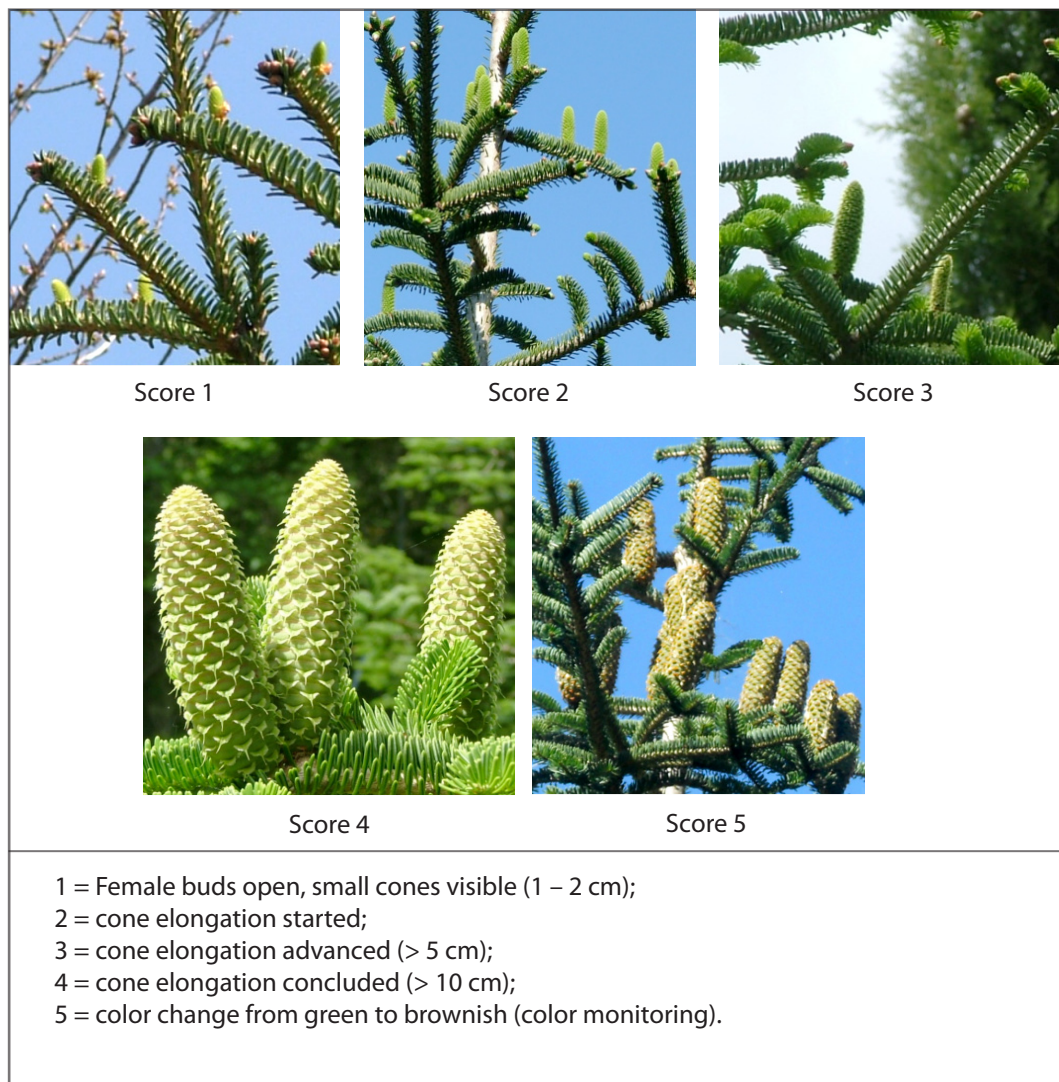 Score 1
Score 2
Score 3
Score 4
Score 5
1 = Female buds open, small cones visible (1 – 2 cm);
2 = cone elongation started;
3 = cone elongation advanced (> 5 cm);
4 = cone elongation concluded (> 10 cm);
5 = color change from green to brownish (color monitoring).